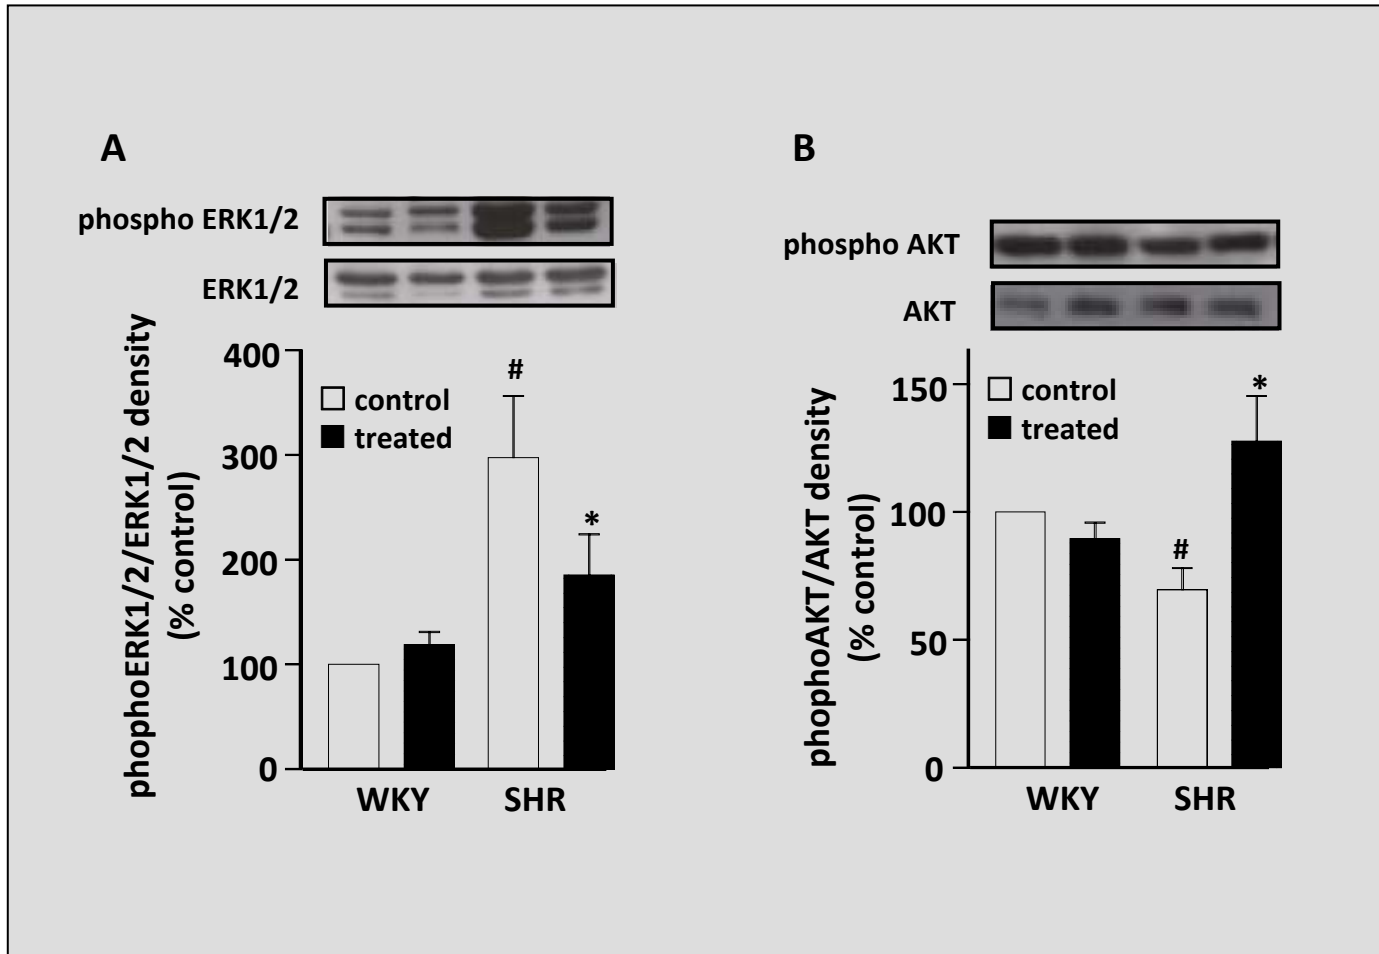 A
phospho ERK1/2
ERK1/2
phophoERK1/2/ERK1/2 density
(% control)
400
300
200
100
0
control
treated
#
*
WKY
SHR
B
phospho AKT
AKT
phophoAKT/AKT density
(% control)
150
100
50
0
control
treated
#
*
WKY
SHR